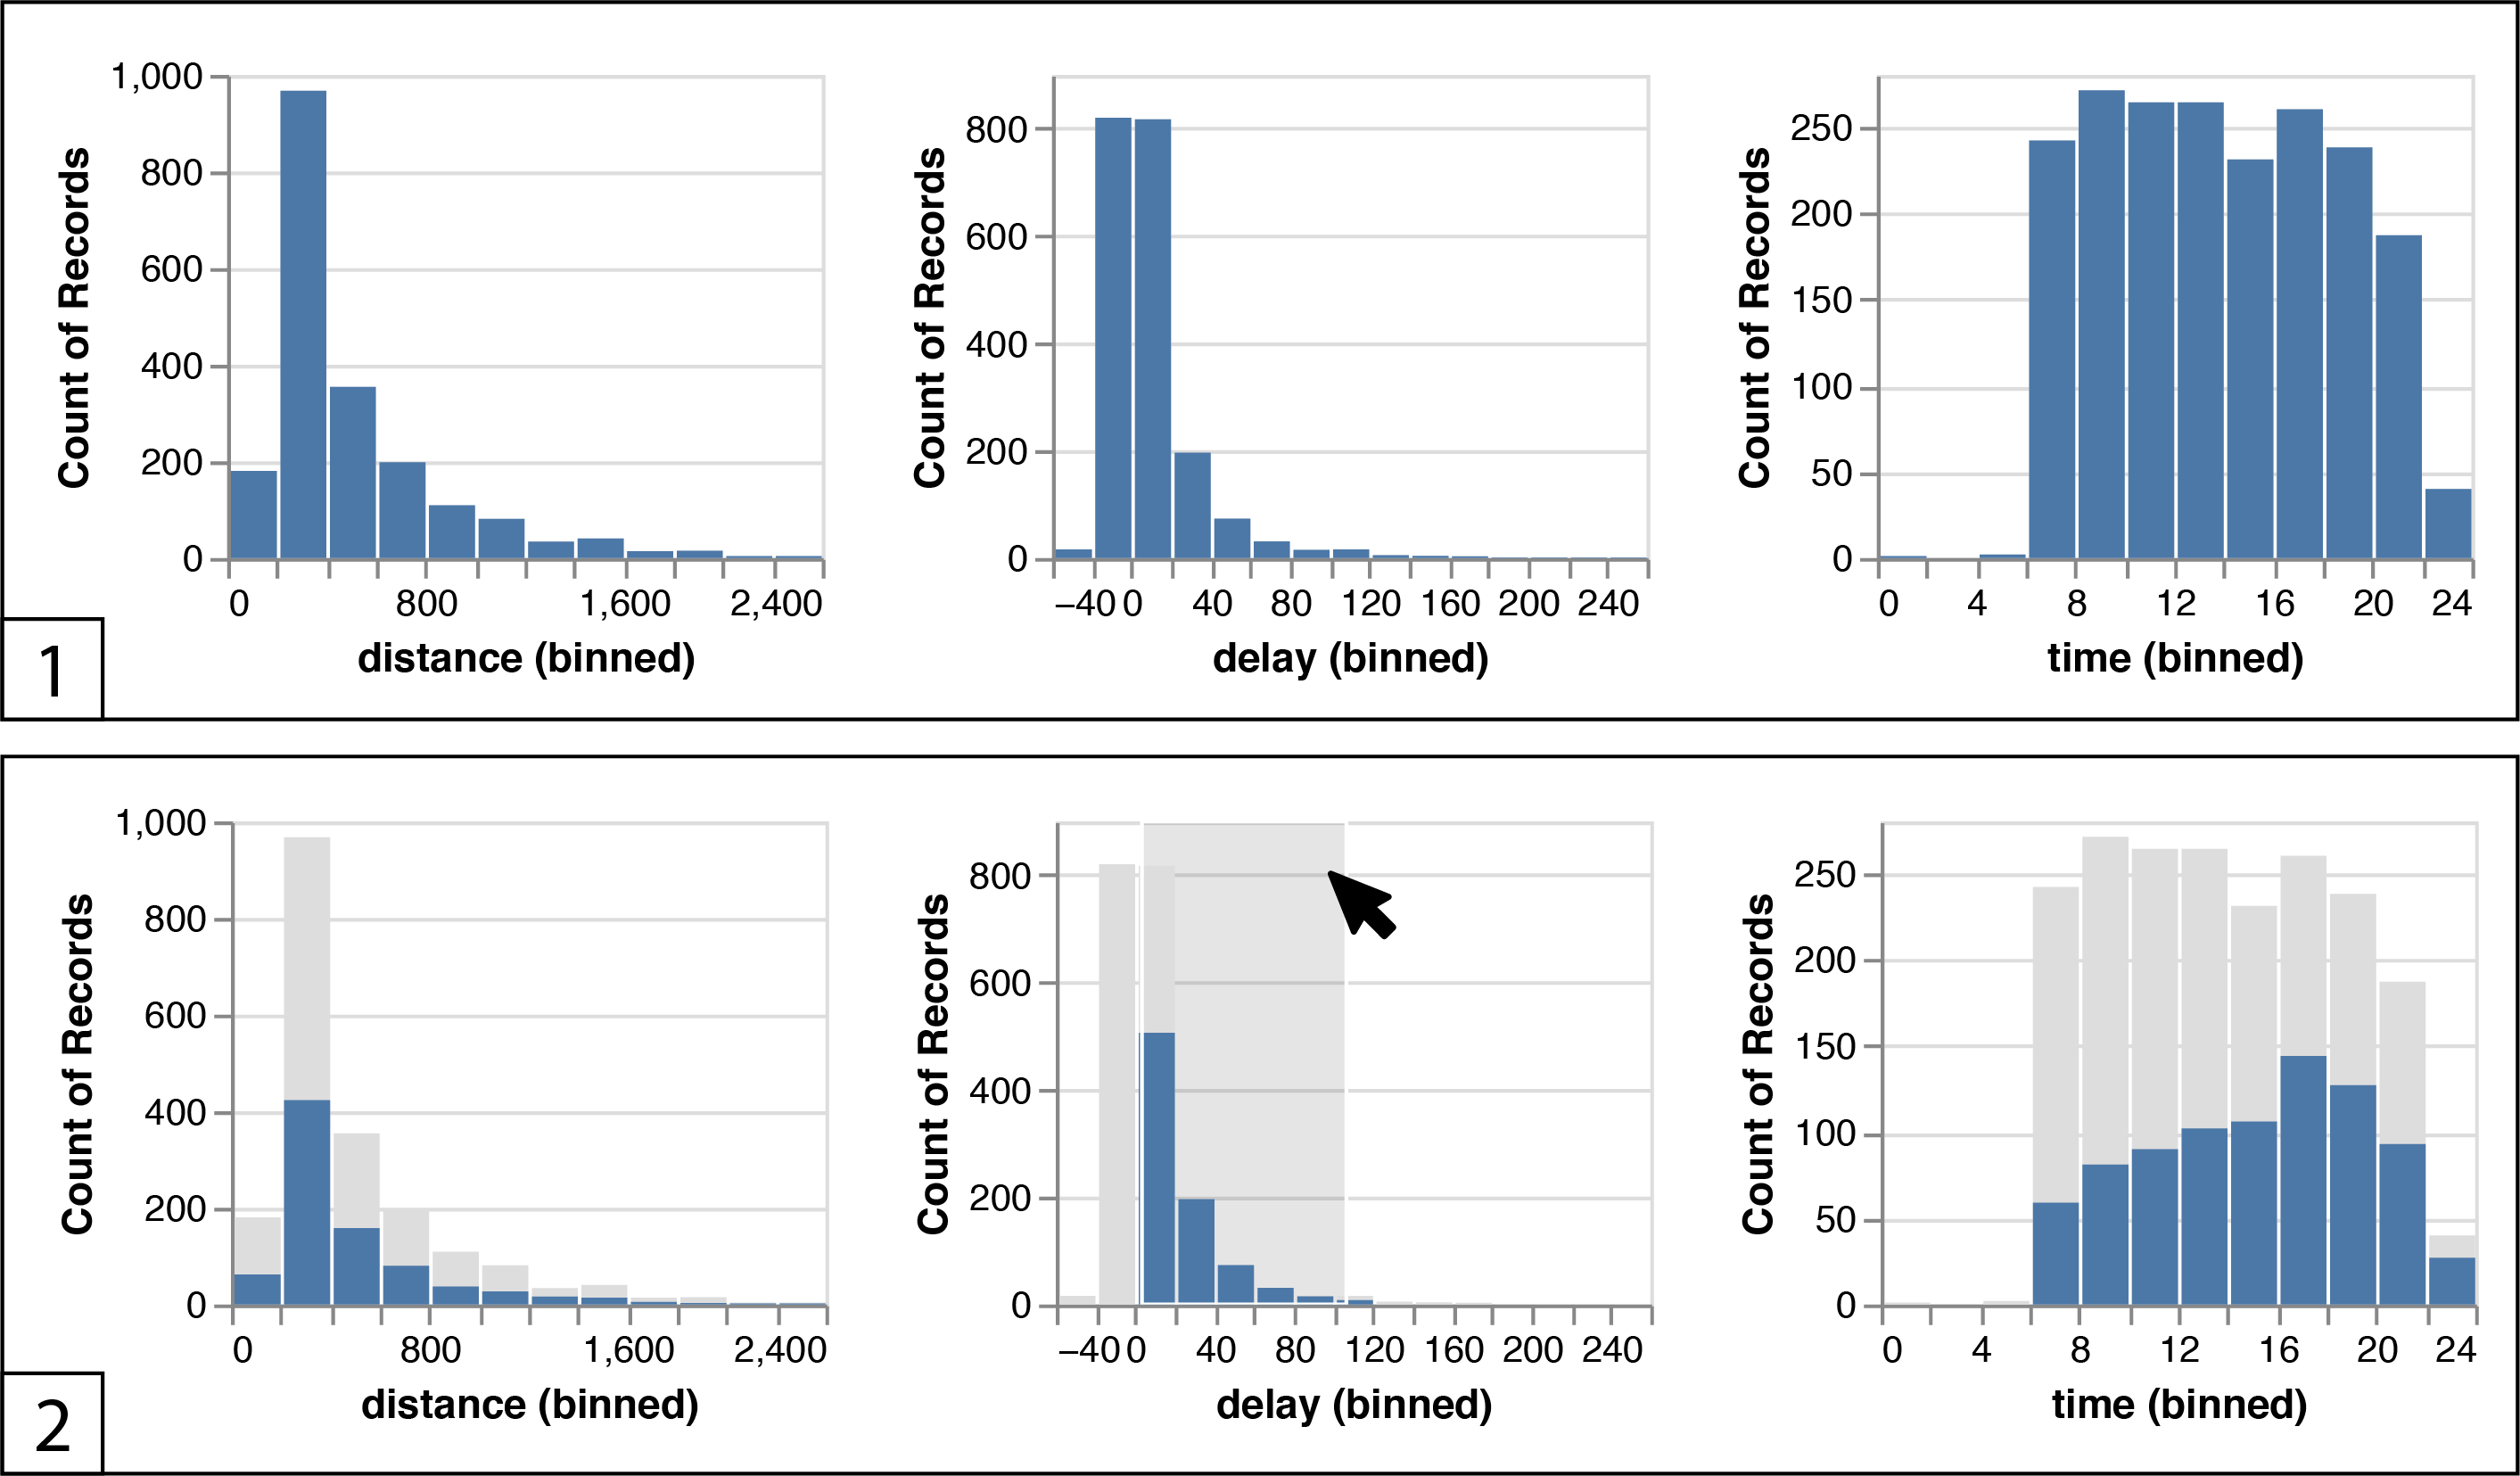 1,000
800
600
400
200
0
Count of Records
0 800 1,600 2,400
distance (binned)
800
600
400
200
0
Count of Records
−40 0 40 80 120 160 200 240
delay (binned)
250
200
150
100
50
0
Count of Records
0 4 8 12 16 20 24
time (binned)
1
1,000
800
600
400
200
0
Count of Records
0 800 1,600 2,400
distance (binned)
800
600
400
200
0
Count of Records
−40 0 40 80 120 160 200 240
delay (binned)
250
200
150
100
50
0
Count of Records
0 4 8 12 16 20 24
time (binned)
2